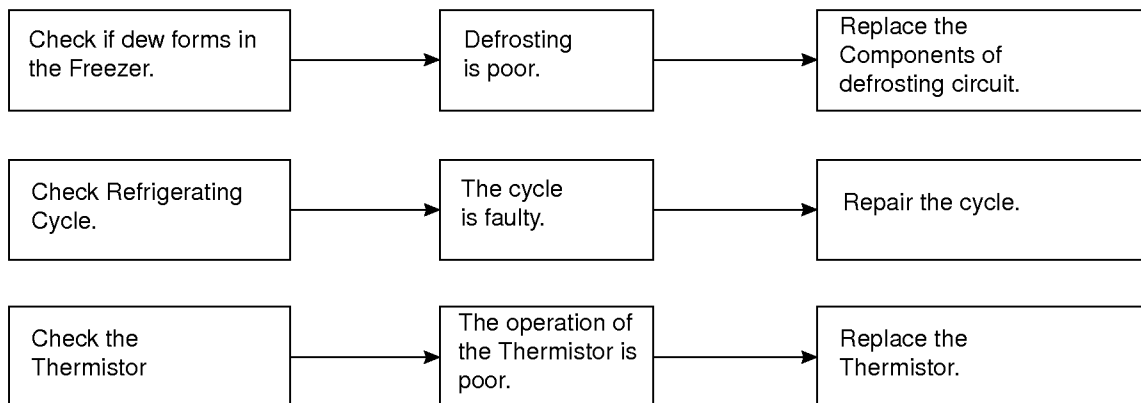 Check if dew forms in
the Freezer.
Defrosting
is poor.
Replace the
Components of
defrosting circuit.
Check Refrigerating
Cycle.
The cycle
is faulty.
Repair the cycle.
Check the
Thermistor
The operation of
the Thermistor is
poor.
Replace the
Thermistor.